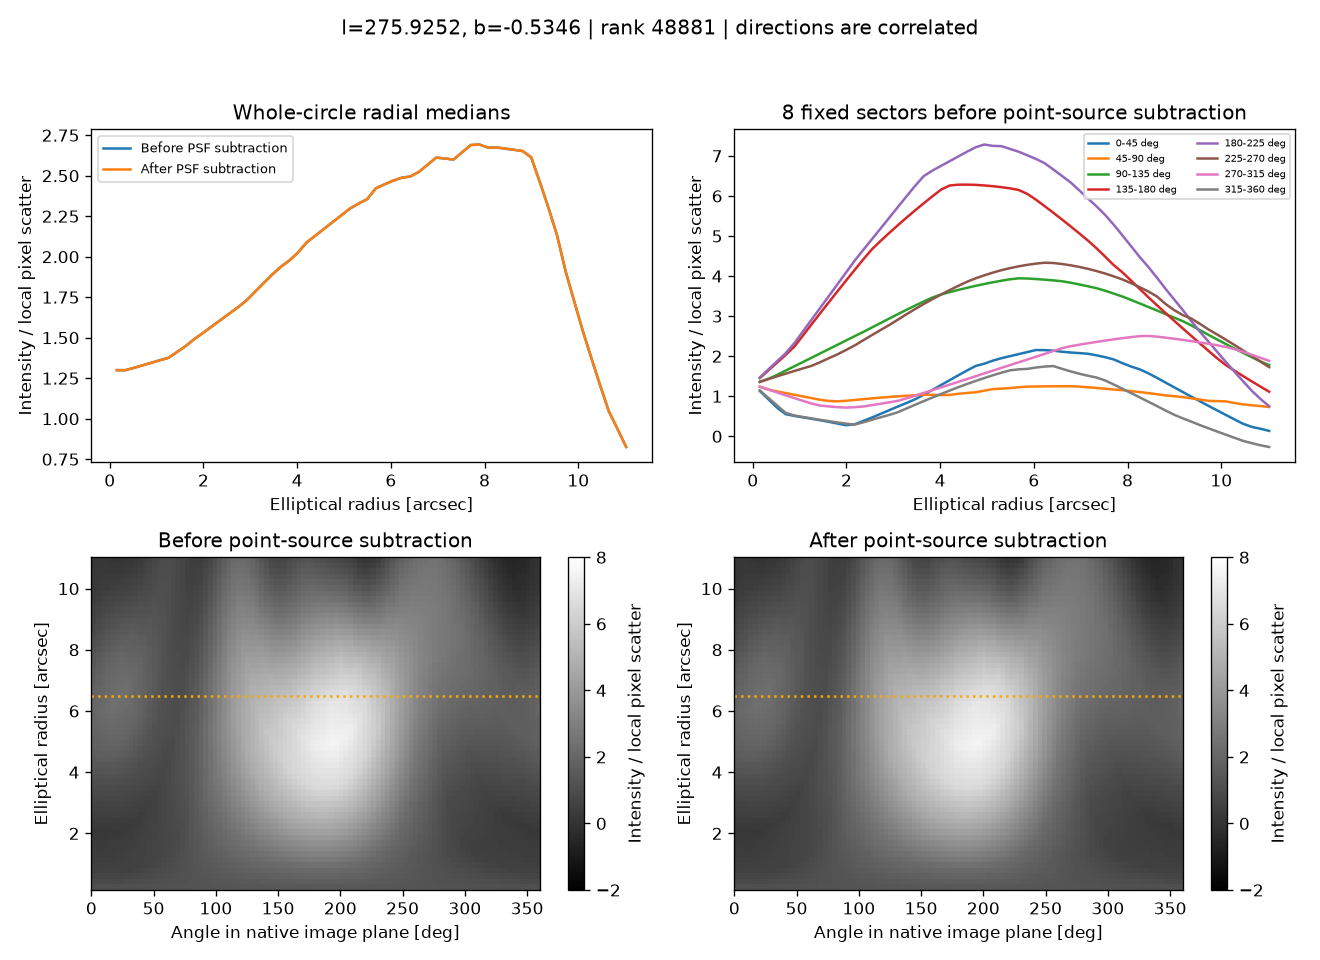 l=275.9252, b=-0.5346 | rank 48881 | directions are correlated
Whole-circle radial medians
Intensity / local pixel scatter
2.75
2.50
2.25
2.00
1.75
1.50
1.25
1.00
0.75
Before PSF subtraction
After PSF subtraction
0 2 4 6 8 10
Elliptical radius [arcsec]
8 fixed sectors before point-source subtraction
Intensity / local pixel scatter
7
6
5
4
3
2
1
0
0-45 deg
45-90 deg
90-135 deg
135-180 deg
180-225 deg
225-270 deg
270-315 deg
315-360 deg
0 2 4 6 8 10
Elliptical radius [arcsec]
Before point-source subtraction
Elliptical radius [arcsec]
10
8
6
4
2
0 50 100 150 200 250 300 350
Angle in native image plane [deg]
8
6
4
2
0
−2
Intensity / local pixel scatter
After point-source subtraction
Elliptical radius [arcsec]
10
8
6
4
2
0 50 100 150 200 250 300 350
Angle in native image plane [deg]
8
6
4
2
0
−2
Intensity / local pixel scatter